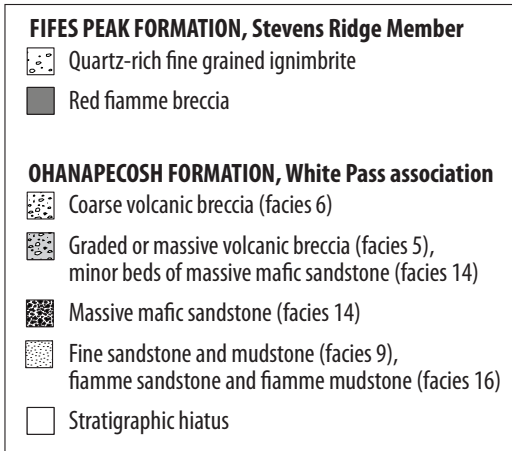 FIFES PEAK FORMATION, Stevens Ridge Member
Quartz-rich fine grained ignimbrite
Red fiamme breccia
OHANAPECOSH FORMATION, White Pass association
Coarse volcanic breccia (facies 6)
Graded or massive volcanic breccia (facies 5),
minor beds of massive mafic sandstone (facies 14)
Massive mafic sandstone (facies 14)
Fine sandstone and mudstone (facies 9),
fiamme sandstone and fiamme mudstone (facies 16)
Stratigraphic hiatus